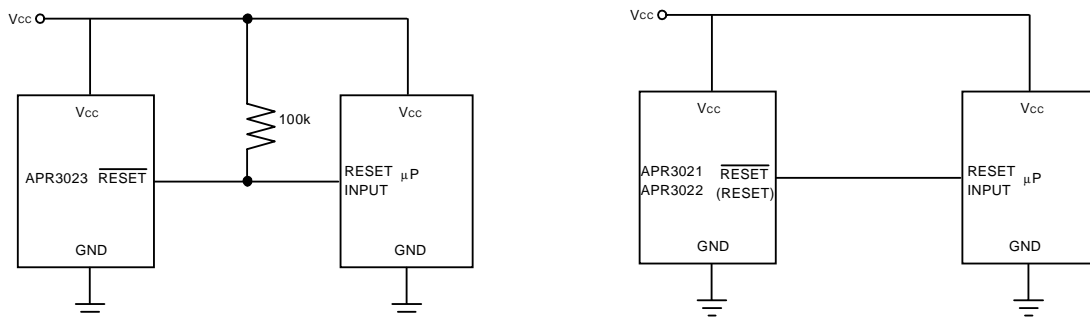 Vcc
Vcc
APR3023 RESET
GND
100k
Vcc
RESET μP
INPUT
GND
Vcc
Vcc
APR3021 RESET
APR3022 (RESET)
GND
Vcc
RESET μP
INPUT
GND